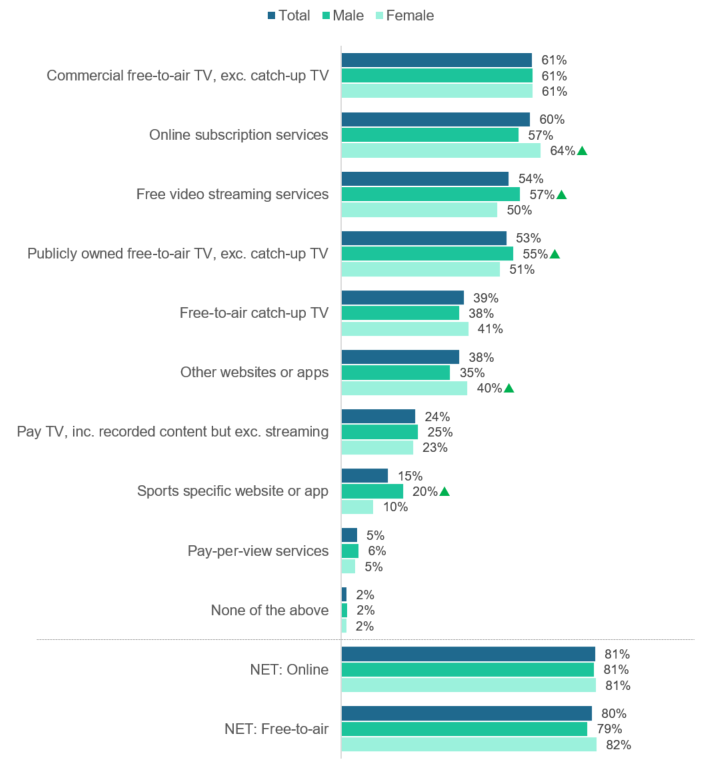 Total Male Female
Commercial free-to-air TV, exc. catch-up TV
61%
61%
61%
Online subscription services
60%
57%
64%▲
Free video streaming services
54%
57%▲
50%
Publicly owned free-to-air TV, exc. catch-up TV
53%
55%▲
51%
Free-to-air catch-up TV
39%
38%
41%
Other websites or apps
38%
35%
40%▲
Pay TV, inc. recorded content but exc. streaming
24%
25%
23%
Sports specific website or app
15%
20%▲
10%
Pay-per-view services
5%
6%
5%
None of the above
2%
2%
2%
NET: Online
81%
81%
81%
NET: Free-to-air
80%
79%
82%